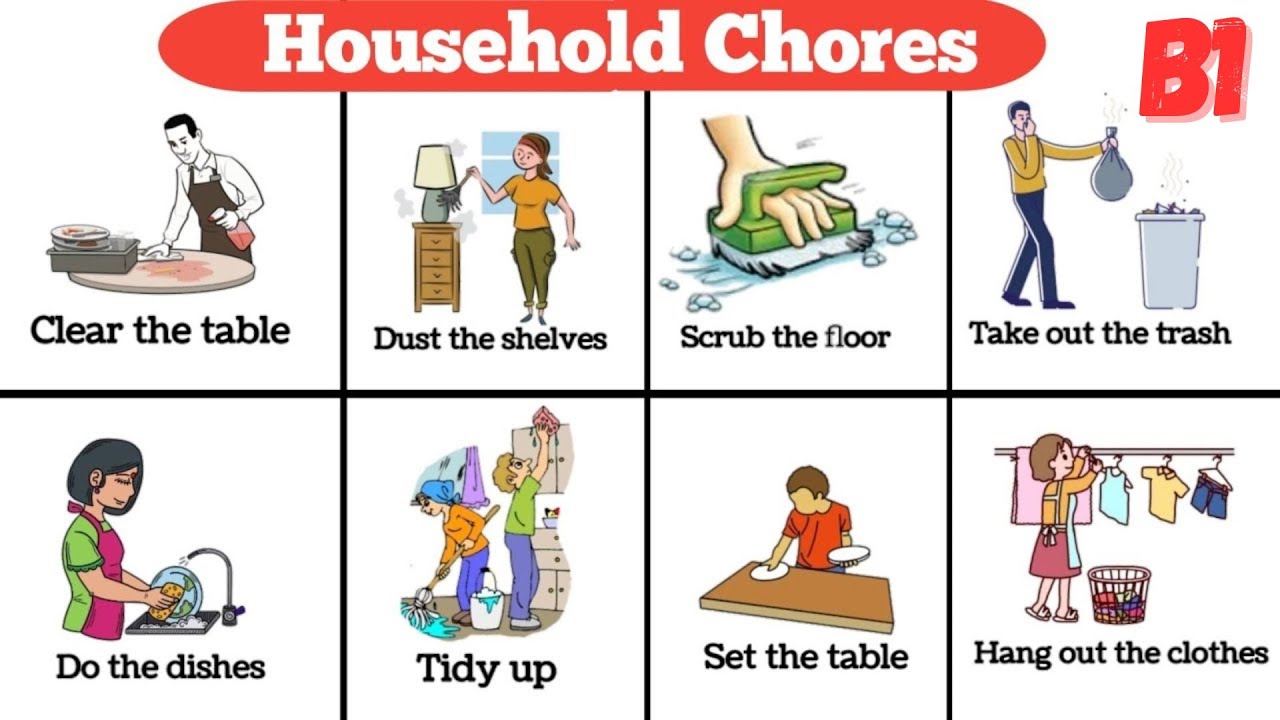 Household Chores
B1
Clear the table
Dust the shelves
Scrub the floor
Take out the trash
Do the dishes
Tidy up
Set the table
Hang out the clothes